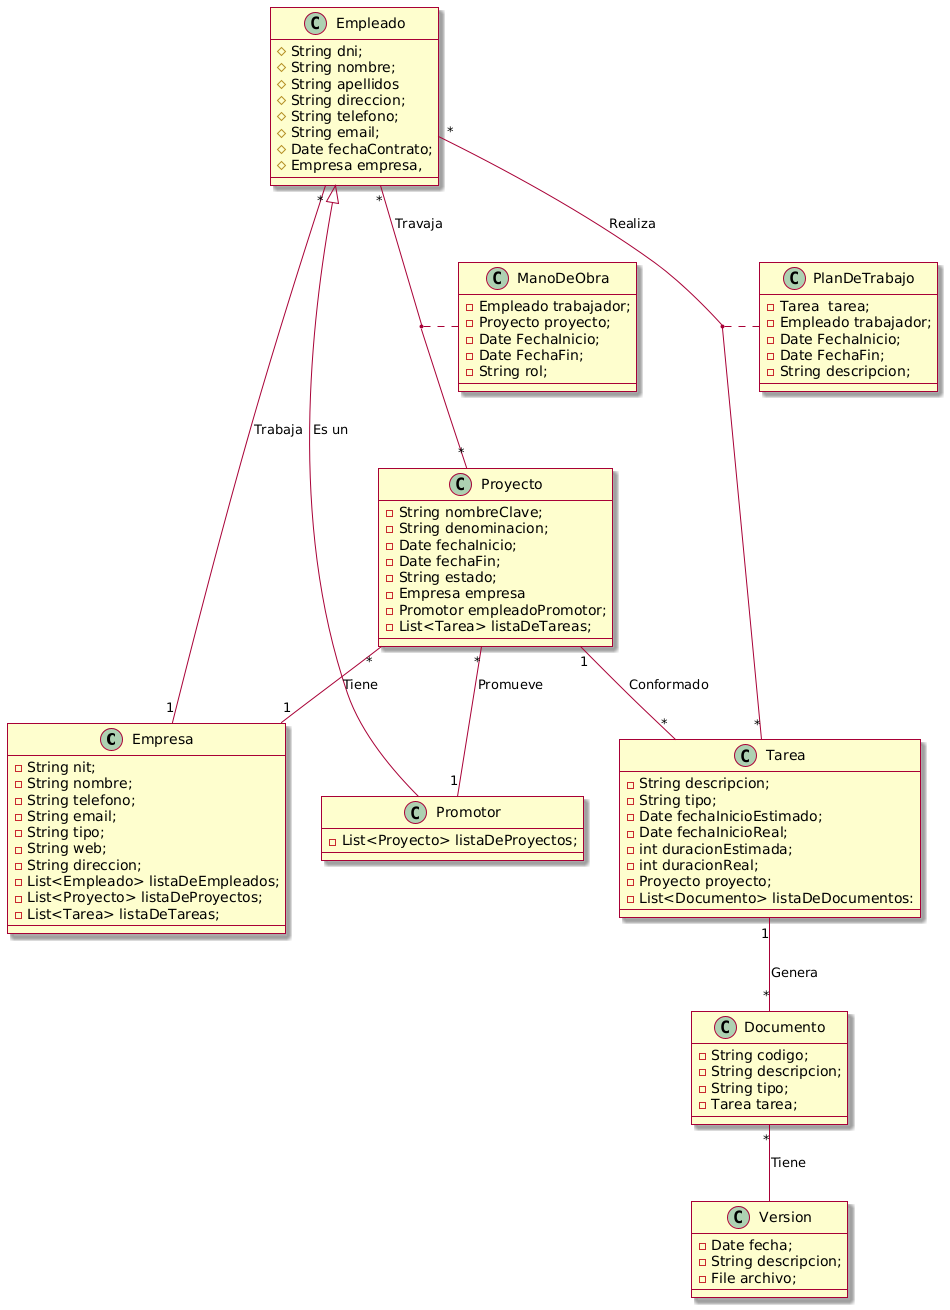 C Empleado
String dni;
String nombre;
String apellidos
String direccion;
String telefono;
String email;
Date fechaContrato;
Empresa empresa,
*
*
*
Travaja
Realiza
C ManoDeObra
Empleado trabajador;
Proyecto proyecto;
Date FechaInicio;
Date FechaFin;
String rol;
C PlanDeTrabajo
Tarea  tarea;
Empleado trabajador;
Date FechaInicio;
Date FechaFin;
String descripcion;
Trabaja
Es un
*
C Proyecto
String nombreClave;
String denominacion;
Date fechaInicio;
Date fechaFin;
String estado;
Empresa empresa
Promotor empleadoPromotor;
List<Tarea> listaDeTareas;
*
*
1
Tiene
Promueve
Conformado
1
1
*
*
1
C Empresa
String nit;
String nombre;
String telefono;
String email;
String tipo;
String web;
String direccion;
List<Empleado> listaDeEmpleados;
List<Proyecto> listaDeProyectos;
List<Tarea> listaDeTareas;
C Promotor
List<Proyecto> listaDeProyectos;
C Tarea
String descripcion;
String tipo;
Date fechaInicioEstimado;
Date fechaInicioReal;
int duracionEstimada;
int duracionReal;
Proyecto proyecto;
List<Documento> listaDeDocumentos:
1
Genera
*
C Documento
String codigo;
String descripcion;
String tipo;
Tarea tarea;
*
Tiene
C Version
Date fecha;
String descripcion;
File archivo;